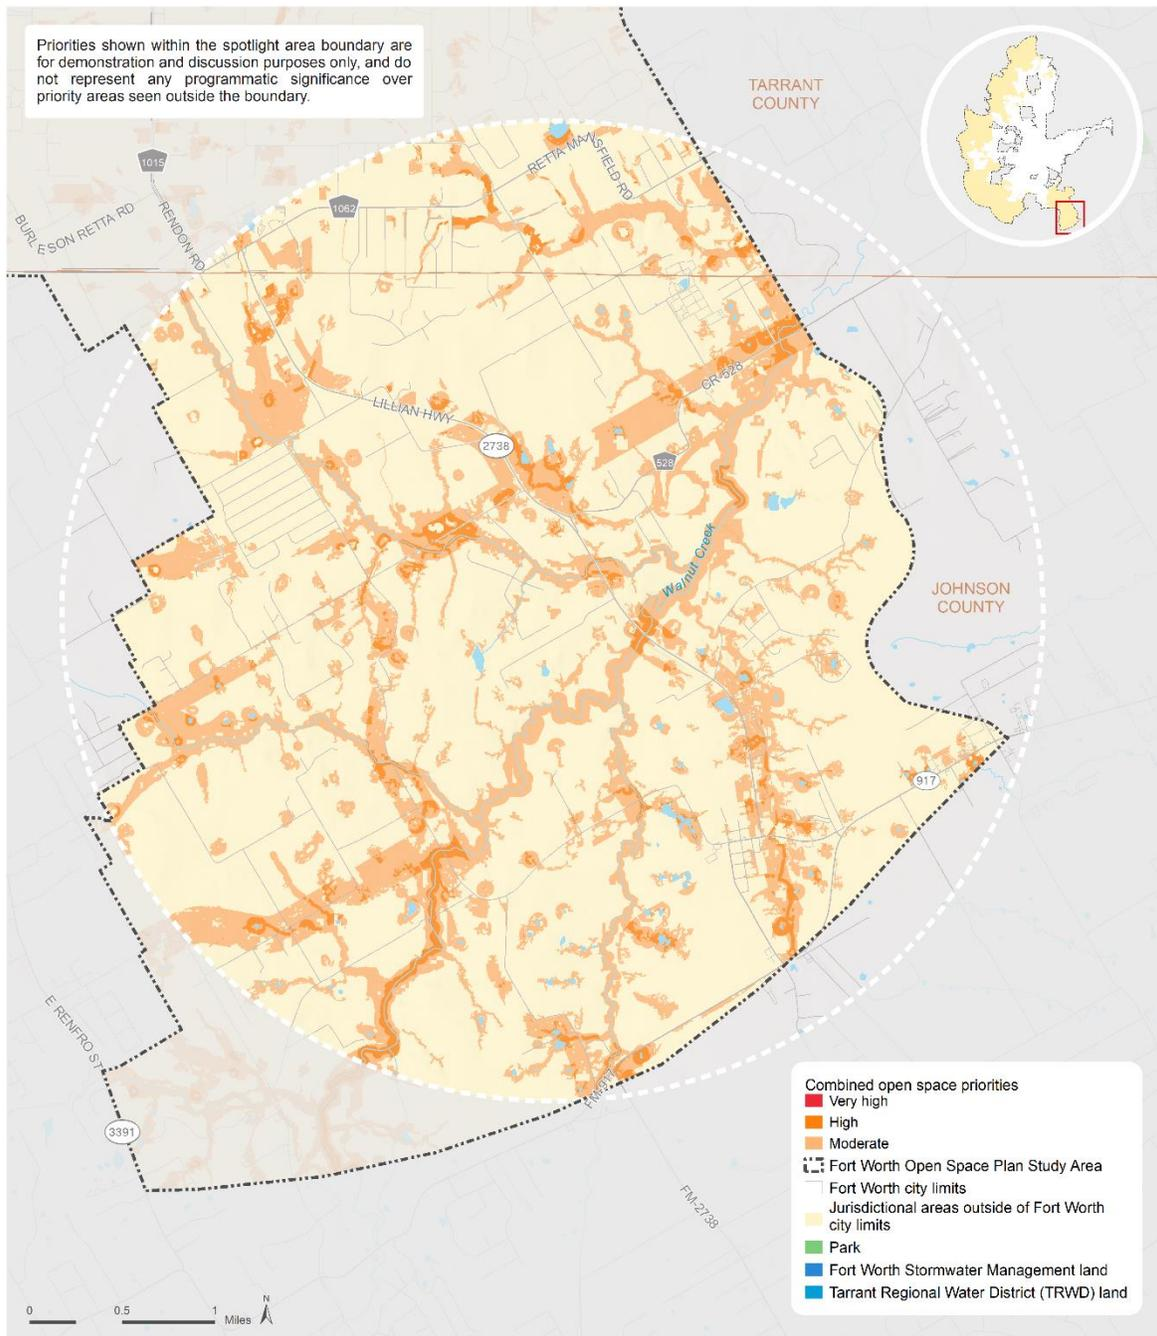 Priorities shown within the spotlight area boundary are
for demonstration and discussion purposes only, and do
not represent any programmatic significance over
priority areas seen outside the boundary.
TARRANT
COUNTY
1015
RETTA MANSFIELD RD
1062
BURLESON RETTA RD
RENDON RD
CR-528
LILLIAN HWY
2738
528
Walnut Creek
JOHNSON
COUNTY
917
E RENFRO ST
FM-917
3391
FM-2738
Combined open space priorities
Very high
High
Moderate
Fort Worth Open Space Plan Study Area
Fort Worth city limits
Jurisdictional areas outside of Fort Worth
city limits
Park
Fort Worth Stormwater Management land
Tarrant Regional Water District (TRWD) land
0 0.5 1
Miles
N